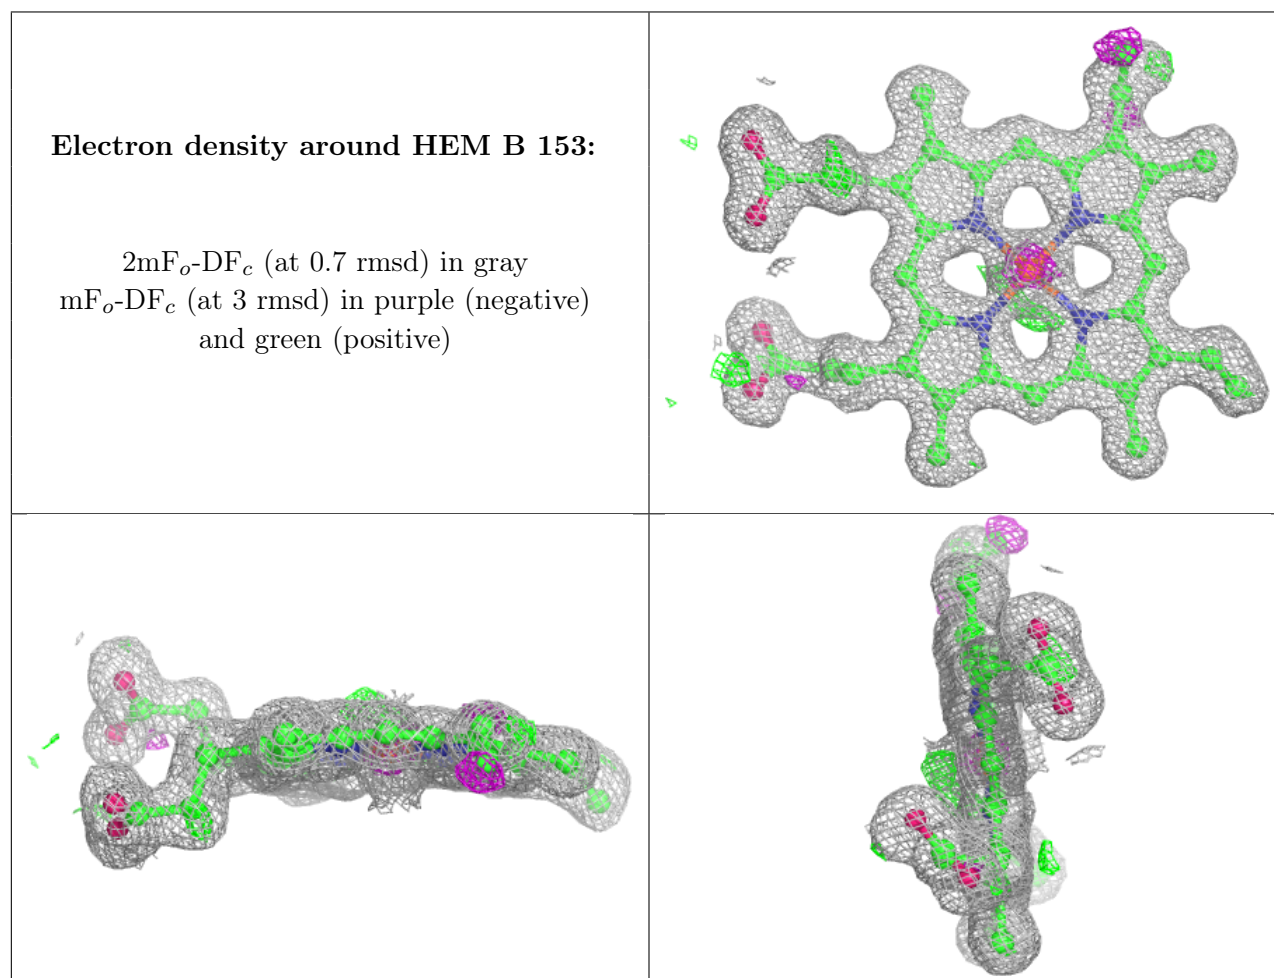 Electron density around HEM B 153:
2mFo-DFc (at 0.7 rmsd) in gray
mFo-DFc (at 3 rmsd) in purple (negative)
and green (positive)